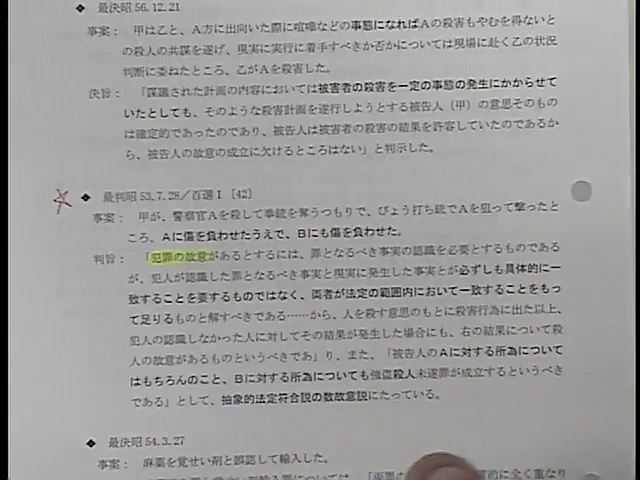 ◆ 最決昭 56.12.21
事案： 甲は乙と、A方に出向いた際に喧嘩などの事態になればAの殺害もやむを得ないと
の殺人の共謀を遂げ、現実に実行に着手すべきか否かについては現場に赴く乙の状況
判断に委ねたところ、乙がAを殺害した。
決旨： 「謀議された計画の内容においては被害者の殺害を一定の事態の発生にかからせて
いたとしても、そのような殺害計画を遂行しようとする被告人（甲）の意思そのもの
は確定的であったのであり、被告人は被害者の殺害の結果を許容していたのであるか
ら、被告人の故意の成立に欠けるところはない」と判示した。
◆ 最判昭 53.7.28／百選Ⅰ［42］
事案： 甲が、警察官Aを殺して拳銃を奪うつもりで、びょう打ち銃でAを狙って撃ったと
ころ、Aに傷を負わせたうえで、Bにも傷を負わせた。
判旨： 「犯罪の故意があるとするには、罪となるべき事実の認識を必要とするものである
が、犯人が認識した罪となるべき事実と現実に発生した事実とが必ずしも具体的に一
致することを要するものではなく、両者が法定の範囲内において一致することをもっ
て足りるものと解すべきである……から、人を殺す意思のもとに殺害行為に出た以上、
犯人の認識しなかった人に対してその結果が発生した場合にも、右の結果について殺
人の故意があるものというべきであ」り、また、「被告人のAに対する所為について
はもちろんのこと、Bに対する所為についても強盗殺人未遂罪が成立するというべき
である」として、抽象的法定符合説の数故意説にたっている。
◆ 最決昭 54.3.27
事案： 麻薬を覚せい剤と誤認して輸入した。